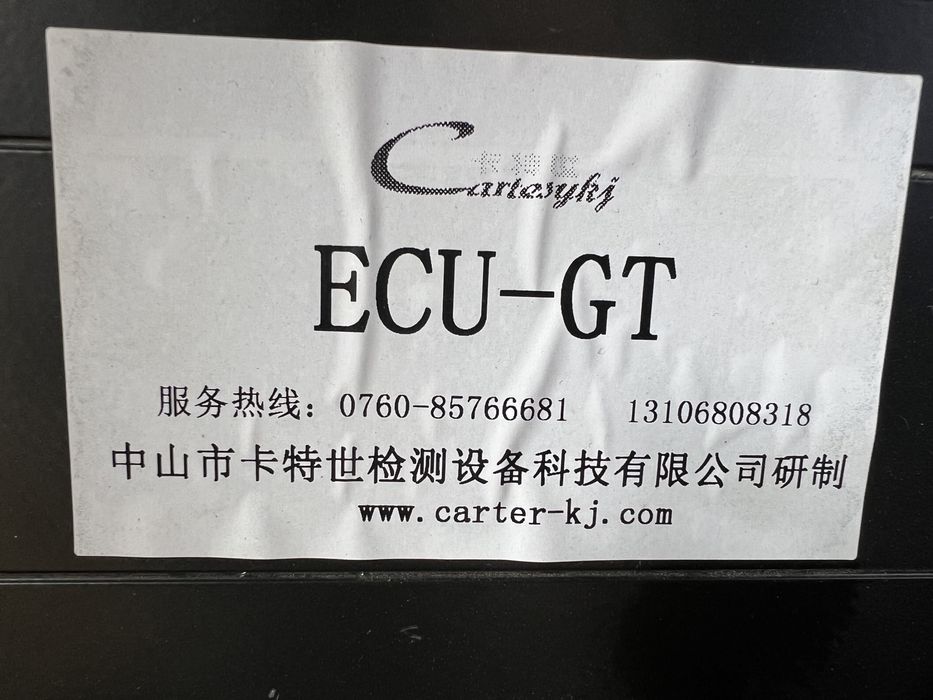 Cartesykj
ECU-GT
服务热线：0760-85766681 13106808318
中山市卡特世检测设备科技有限公司研制
www.carter-kj.com